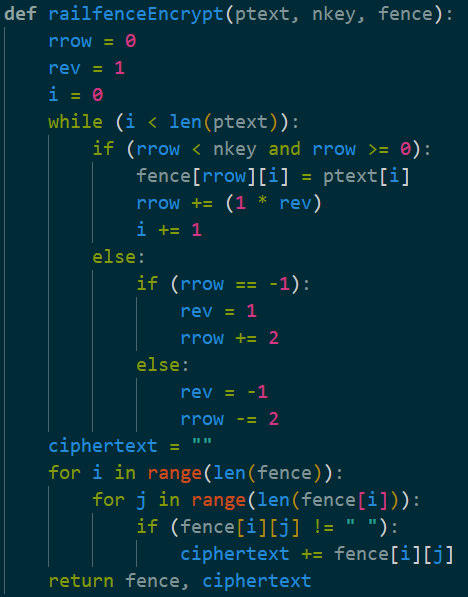 def railfenceEncrypt(ptext, nkey, fence):
    rrow = 0
    rev = 1
    i = 0
    while (i < len(ptext)):
        if (rrow < nkey and rrow >= 0):
            fence[rrow][i] = ptext[i]
            rrow += (1 * rev)
            i += 1
        else:
            if (rrow == -1):
                rev = 1
                rrow += 2
            else:
                rev = -1
                rrow -= 2
    ciphertext = ""
    for i in range(len(fence)):
        for j in range(len(fence[i])):
            if (fence[i][j] != " "):
                ciphertext += fence[i][j]
    return fence, ciphertext